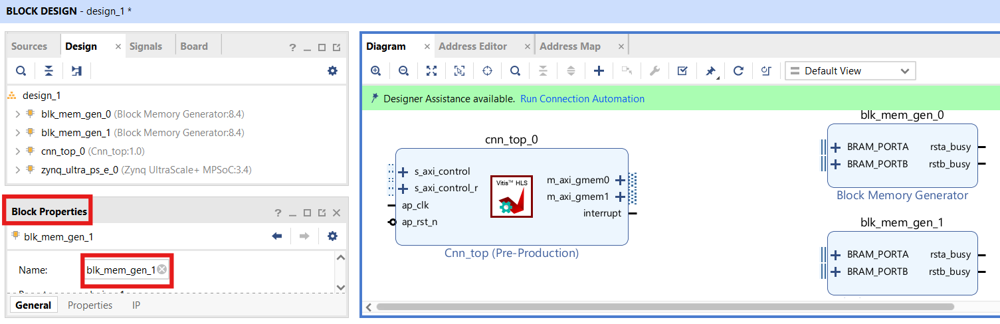 BLOCK DESIGN - design_1 *
Sources Design × Signals Board ? _
design_1
blk_mem_gen_0 (Block Memory Generator:8.4)
blk_mem_gen_1 (Block Memory Generator:8.4)
cnn_top_0 (Cnn_top:1.0)
zynq_ultra_ps_e_0 (Zynq UltraScale+ MPSoC:3.4)
Block Properties ? _ ×
blk_mem_gen_1
Name: blk_mem_gen_1
General Properties IP
Diagram × Address Editor × Address Map ×
Default View
Designer Assistance available. Run Connection Automation
cnn_top_0
s_axi_control
s_axi_control_r
ap_clk
ap_rst_n
Vitis™ HLS
m_axi_gmem0
m_axi_gmem1
interrupt
Cnn_top (Pre-Production)
blk_mem_gen_0
BRAM_PORTA rsta_busy
BRAM_PORTB rstb_busy
Block Memory Generator
blk_mem_gen_1
BRAM_PORTA rsta_busy
BRAM_PORTB rstb_busy